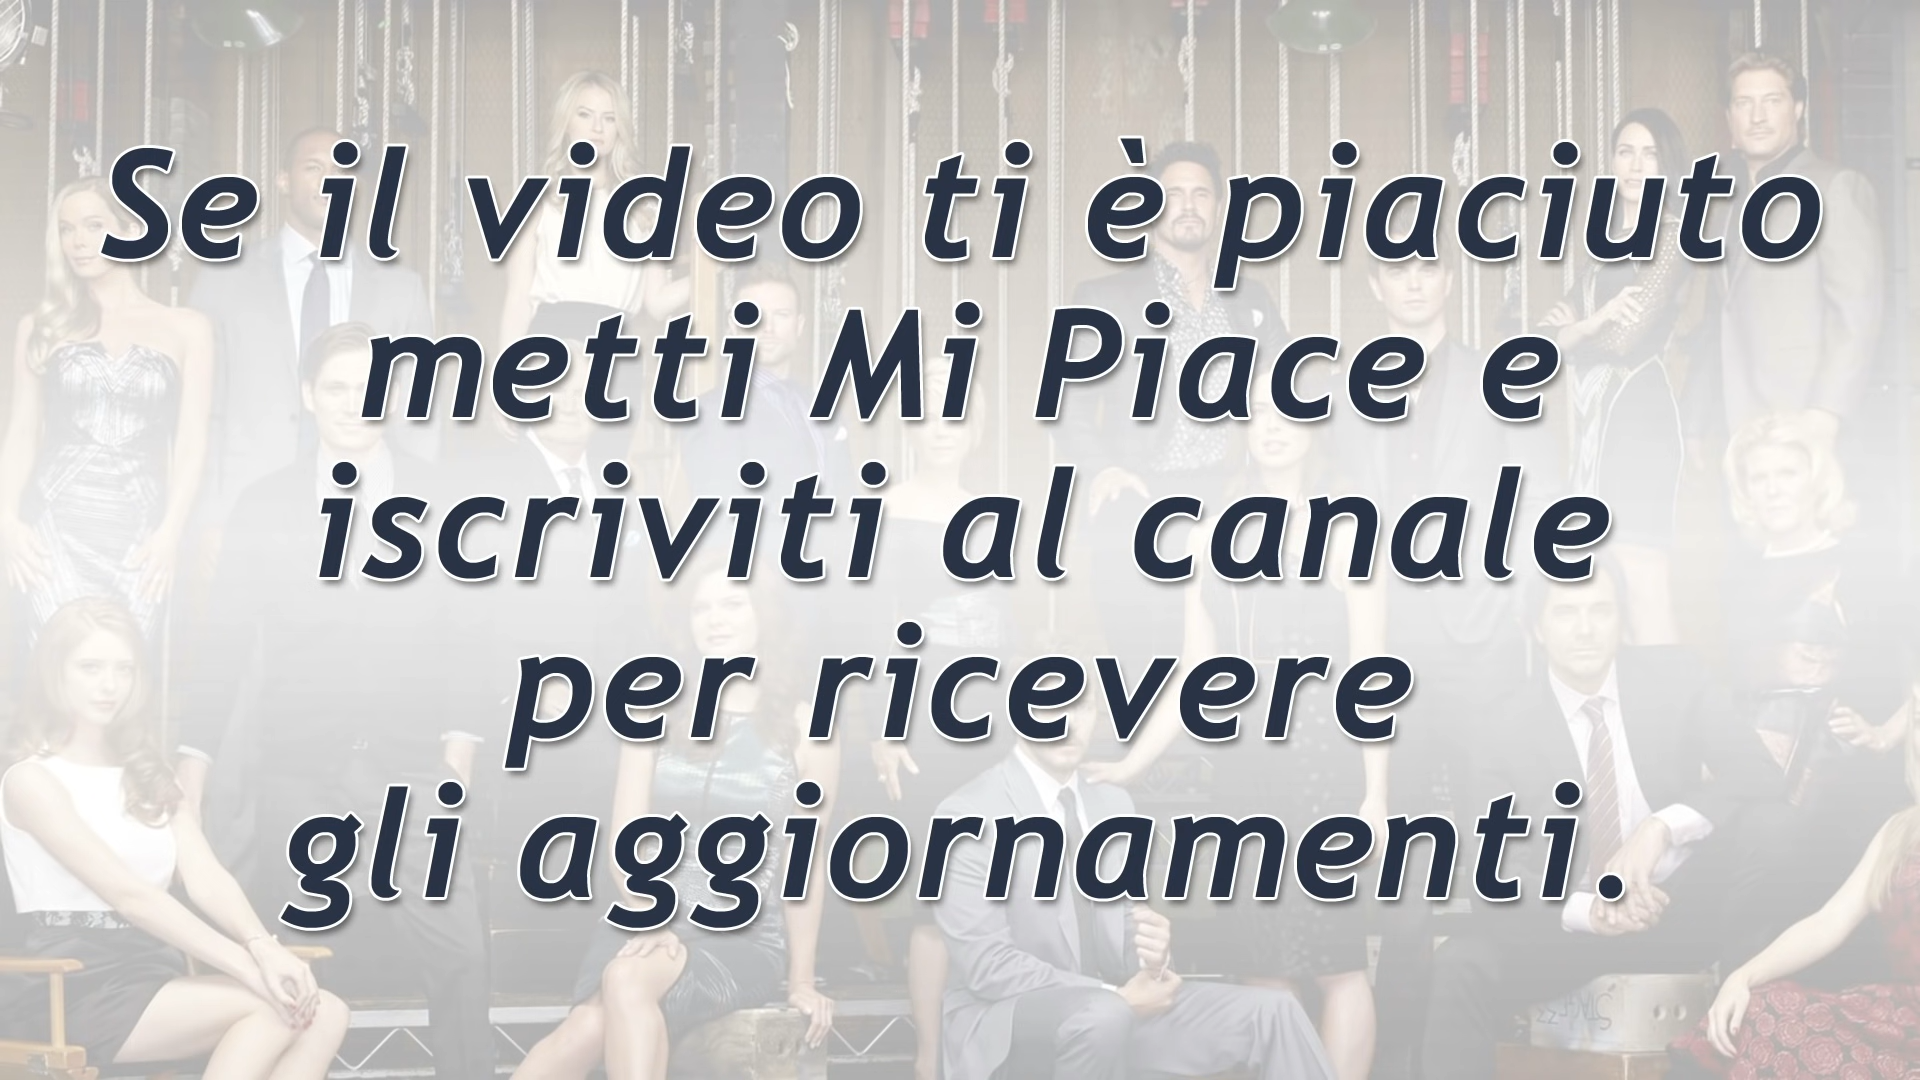 Se il video ti è piaciuto
metti Mi Piace e
iscriviti al canale
per ricevere
gli aggiornamenti.